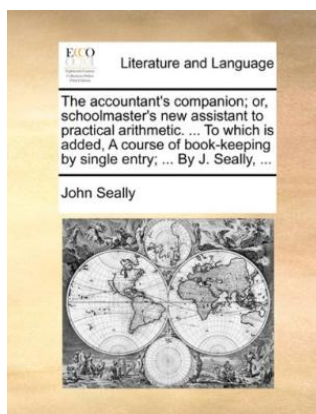 ECCO
Literature and Language
The accountant's companion; or,
schoolmaster's new assistant to
practical arithmetic. ... To which is
added, A course of book-keeping
by single entry; ... By J. Seally, ...
John Seally